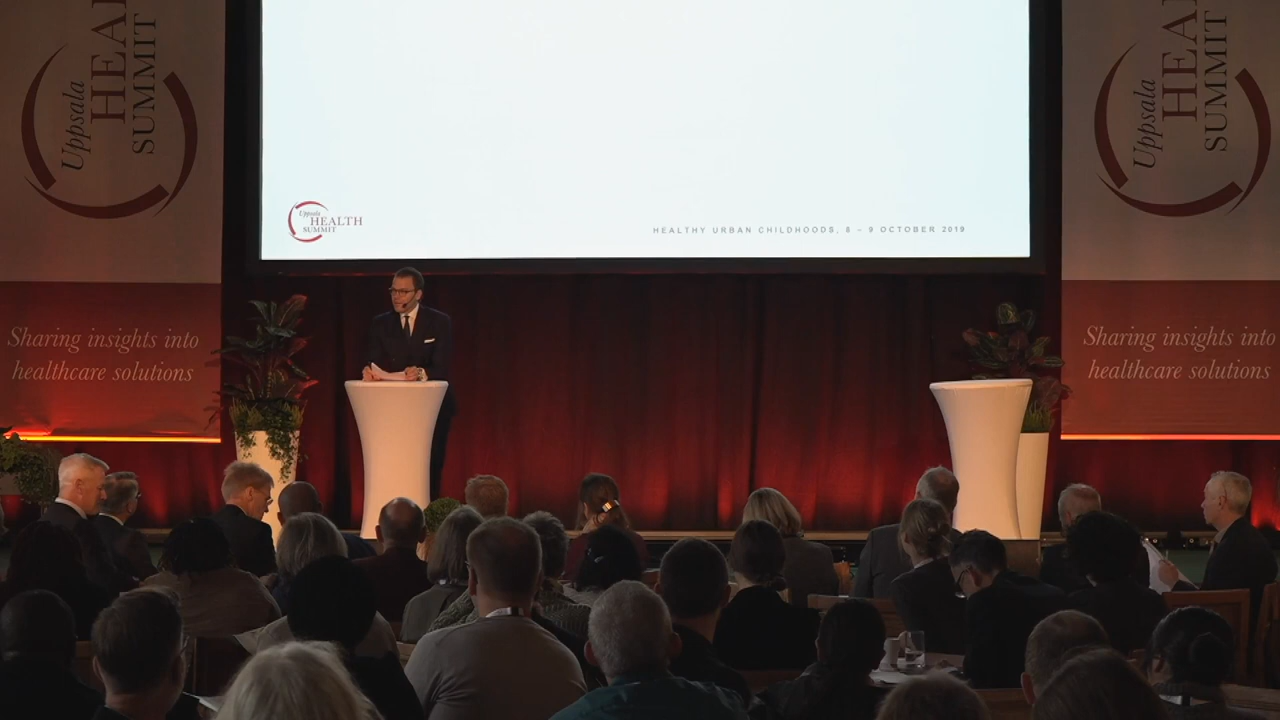 Uppsala
HEAL
SUMMIT
Sharing insights into
healthcare solutions
Uppsala
HEALTH
SUMMIT
HEALTHY URBAN CHILDHOODS, 8 – 9 OCTOBER 2019
Uppsala
HEAL
SUMMIT
Sharing insights into
healthcare solutions